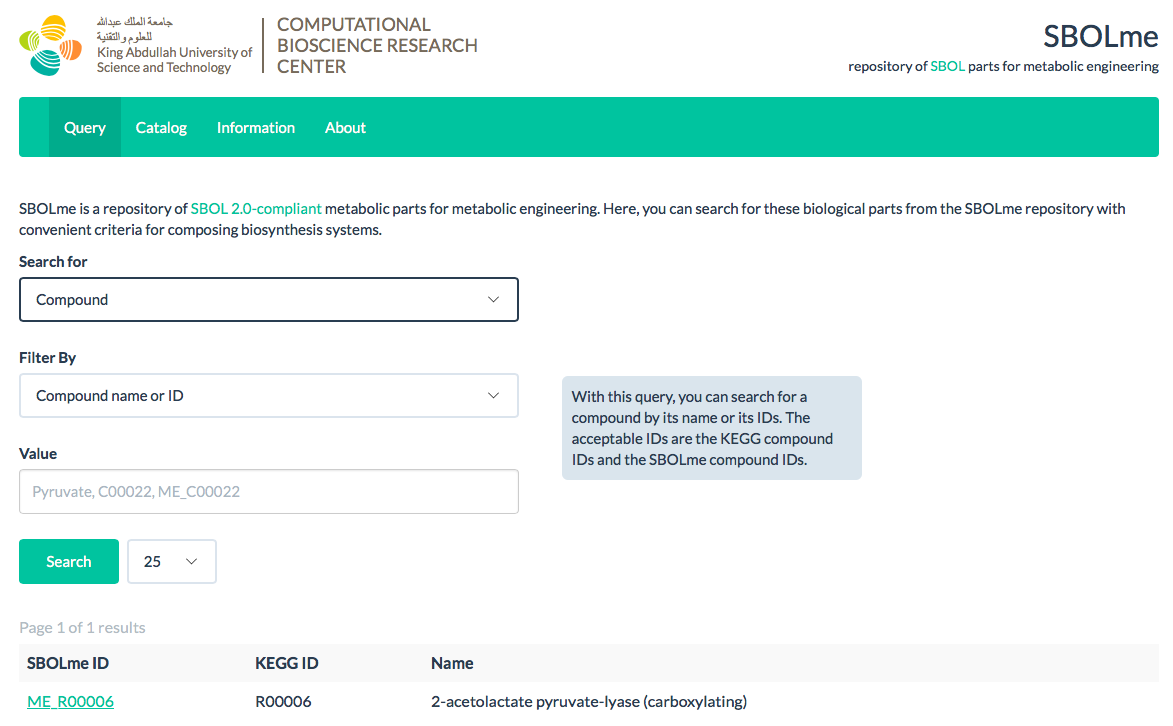 جامعة الملك عبدالله
للعلوم والتقنية
King Abdullah University of
Science and Technology
COMPUTATIONAL
BIOSCIENCE RESEARCH
CENTER
SBOLme
repository of SBOL parts for metabolic engineering
Query
Catalog
Information
About
SBOLme is a repository of SBOL 2.0-compliant metabolic parts for metabolic engineering. Here, you can search for these biological parts from the SBOLme repository with
convenient criteria for composing biosynthesis systems.
Search for
Compound
Filter By
Compound name or ID
With this query, you can search for a
compound by its name or its IDs. The
acceptable IDs are the KEGG compound
IDs and the SBOLme compound IDs.
Value
Pyruvate, C00022, ME_C00022
Search
25
Page 1 of 1 results
SBOLme ID KEGG ID Name
ME_R00006 R00006 2-acetolactate pyruvate-lyase (carboxylating)